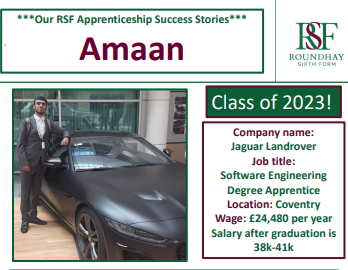 ***Our RSF Apprenticeship Success Stories***
Amaan
RSF
ROUNDHAY
SIXTH FORM
Class of 2023!
Company name:
Jaguar Landrover
Job title:
Software Engineering
Degree Apprentice
Location: Coventry
Wage: £24,480 per year
Salary after graduation is
38k-41k